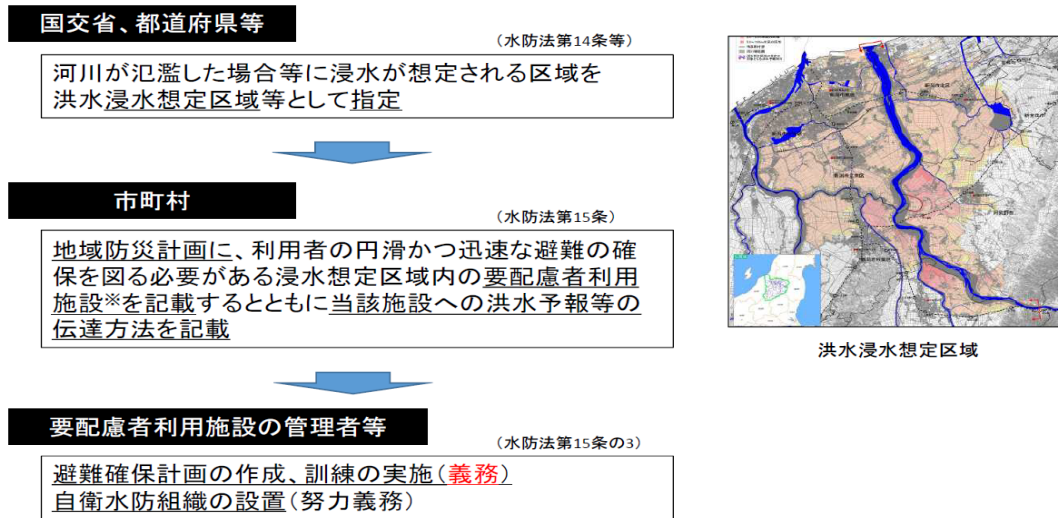 国交省、都道府県等
(水防法第14条等)
河川が氾濫した場合等に浸水が想定される区域を
洪水浸水想定区域等として指定
市町村
(水防法第15条)
地域防災計画に、利用者の円滑かつ迅速な避難の確
保を図る必要がある浸水想定区域内の要配慮者利用
施設※を記載するとともに当該施設への洪水予報等の
伝達方法を記載
要配慮者利用施設の管理者等
(水防法第15条の3)
避難確保計画の作成、訓練の実施(義務)
自衛水防組織の設置(努力義務)
洪水浸水想定区域